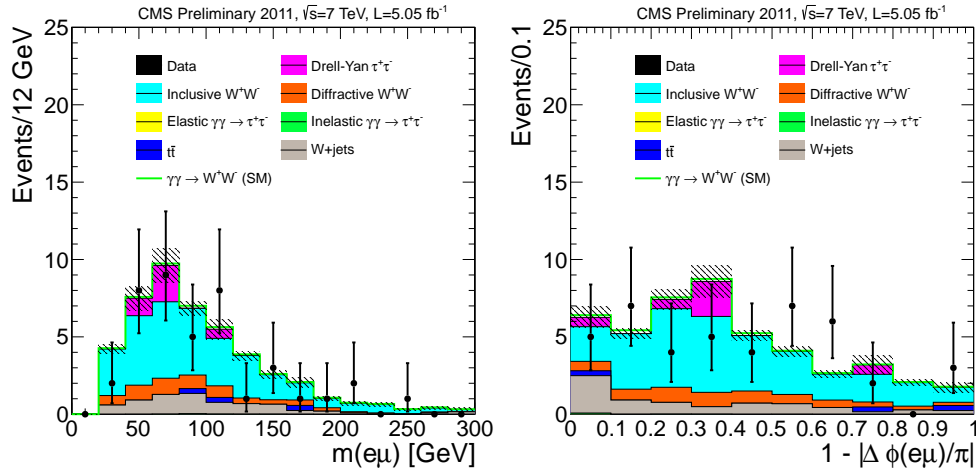 CMS Preliminary 2011, √s=7 TeV, L=5.05 fb⁻¹
Events/12 GeV
25
20
15
10
5
0
Data
Drell-Yan τ⁺τ⁻
Inclusive W⁺W⁻
Diffractive W⁺W⁻
Elastic γγ → τ⁺τ⁻
Inelastic γγ → τ⁺τ⁻
tt̄
W+jets
γγ → W⁺W⁻ (SM)
0 50 100 150 200 250 300
m(eμ) [GeV]
CMS Preliminary 2011, √s=7 TeV, L=5.05 fb⁻¹
Events/0.1
25
20
15
10
5
0
Data
Drell-Yan τ⁺τ⁻
Inclusive W⁺W⁻
Diffractive W⁺W⁻
Elastic γγ → τ⁺τ⁻
Inelastic γγ → τ⁺τ⁻
tt̄
W+jets
γγ → W⁺W⁻ (SM)
0 0.1 0.2 0.3 0.4 0.5 0.6 0.7 0.8 0.9 1
1 - |Δ ϕ(eμ)/π|